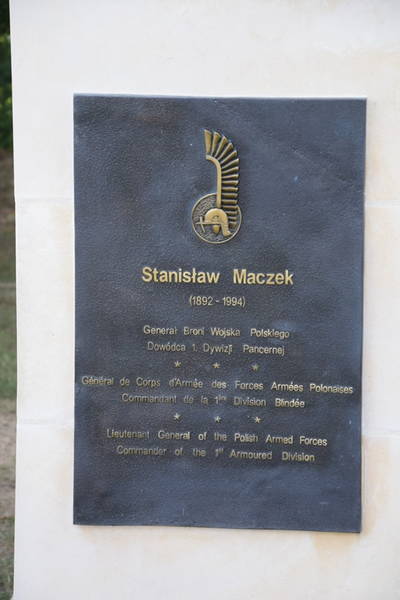 Stanisław Maczek
(1892 - 1994)
Generał Broni Wojska Polskiego
Dowódca 1. Dywizji Pancernej
* * *
Général de Corps d'Armée des Forces Armées Polonaises
Commandant de la 1ère Division Blindée
* * *
Lieutenant General of the Polish Armed Forces
Commander of the 1st Armoured Division